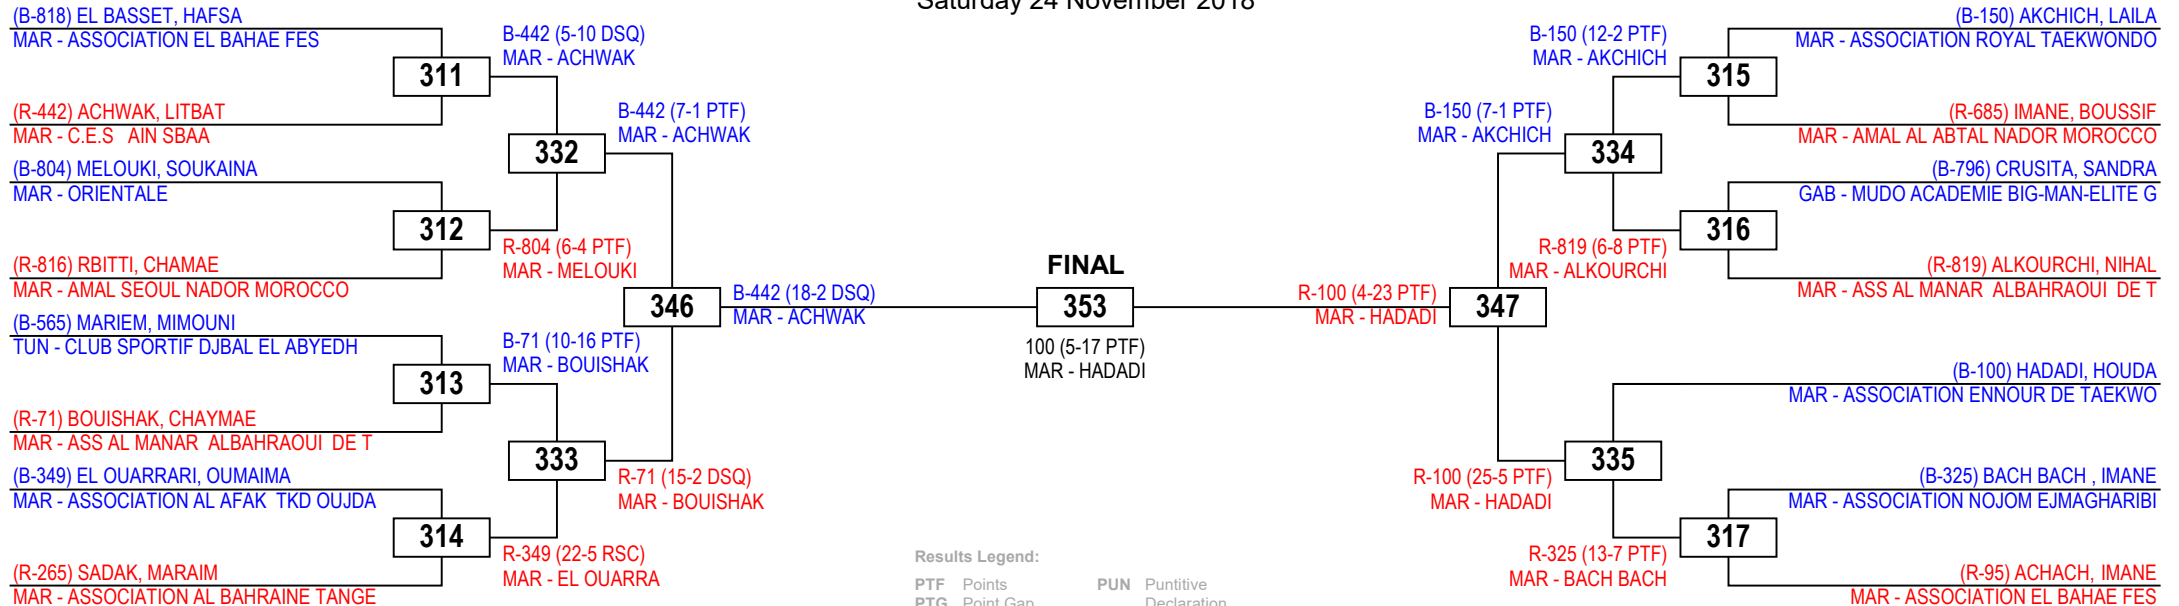 Saturday 24 November 2018
(B-818) EL BASSET, HAFSA
MAR - ASSOCIATION EL BAHAE FES
311
(R-442) ACHWAK, LITBAT
MAR - C.E.S AIN SBAA
B-442 (5-10 DSQ)
MAR - ACHWAK
332
(B-804) MELOUKI, SOUKAINA
MAR - ORIENTALE
312
(R-816) RBITTI, CHAMAE
MAR - AMAL SEOUL NADOR MOROCCO
R-804 (6-4 PTF)
MAR - MELOUKI
B-442 (7-1 PTF)
MAR - ACHWAK
346
(B-565) MARIEM, MIMOUNI
TUN - CLUB SPORTIF DJBAL EL ABYEDH
313
(R-71) BOUISHAK, CHAYMAE
MAR - ASS AL MANAR ALBAHRAOUI DE T
B-71 (10-16 PTF)
MAR - BOUISHAK
333
(B-349) EL OUARRARI, OUMAIMA
MAR - ASSOCIATION AL AFAK TKD OUJDA
314
(R-265) SADAK, MARAIM
MAR - ASSOCIATION AL BAHRAINE TANGE
R-349 (22-5 RSC)
MAR - EL OUARRA
R-71 (15-2 DSQ)
MAR - BOUISHAK
B-442 (18-2 DSQ)
MAR - ACHWAK
FINAL
353
100 (5-17 PTF)
MAR - HADADI
R-100 (4-23 PTF)
MAR - HADADI
347
B-150 (7-1 PTF)
MAR - AKCHICH
334
B-150 (12-2 PTF)
MAR - AKCHICH
315
(B-150) AKCHICH, LAILA
MAR - ASSOCIATION ROYAL TAEKWONDO
(R-685) IMANE, BOUSSIF
MAR - AMAL AL ABTAL NADOR MOROCCO
(B-796) CRUSITA, SANDRA
GAB - MUDO ACADEMIE BIG-MAN-ELITE G
316
R-819 (6-8 PTF)
MAR - ALKOURCHI
(R-819) ALKOURCHI, NIHAL
MAR - ASS AL MANAR ALBAHRAOUI DE T
(B-100) HADADI, HOUDA
MAR - ASSOCIATION ENNOUR DE TAEKWO
335
R-100 (25-5 PTF)
MAR - HADADI
(B-325) BACH BACH , IMANE
MAR - ASSOCIATION NOJOM EJMAGHARIBI
317
R-325 (13-7 PTF)
MAR - BACH BACH
(R-95) ACHACH, IMANE
MAR - ASSOCIATION EL BAHAE FES
Results Legend:
PTF Points PUN Puntitive
PTG Point Gap Declaration